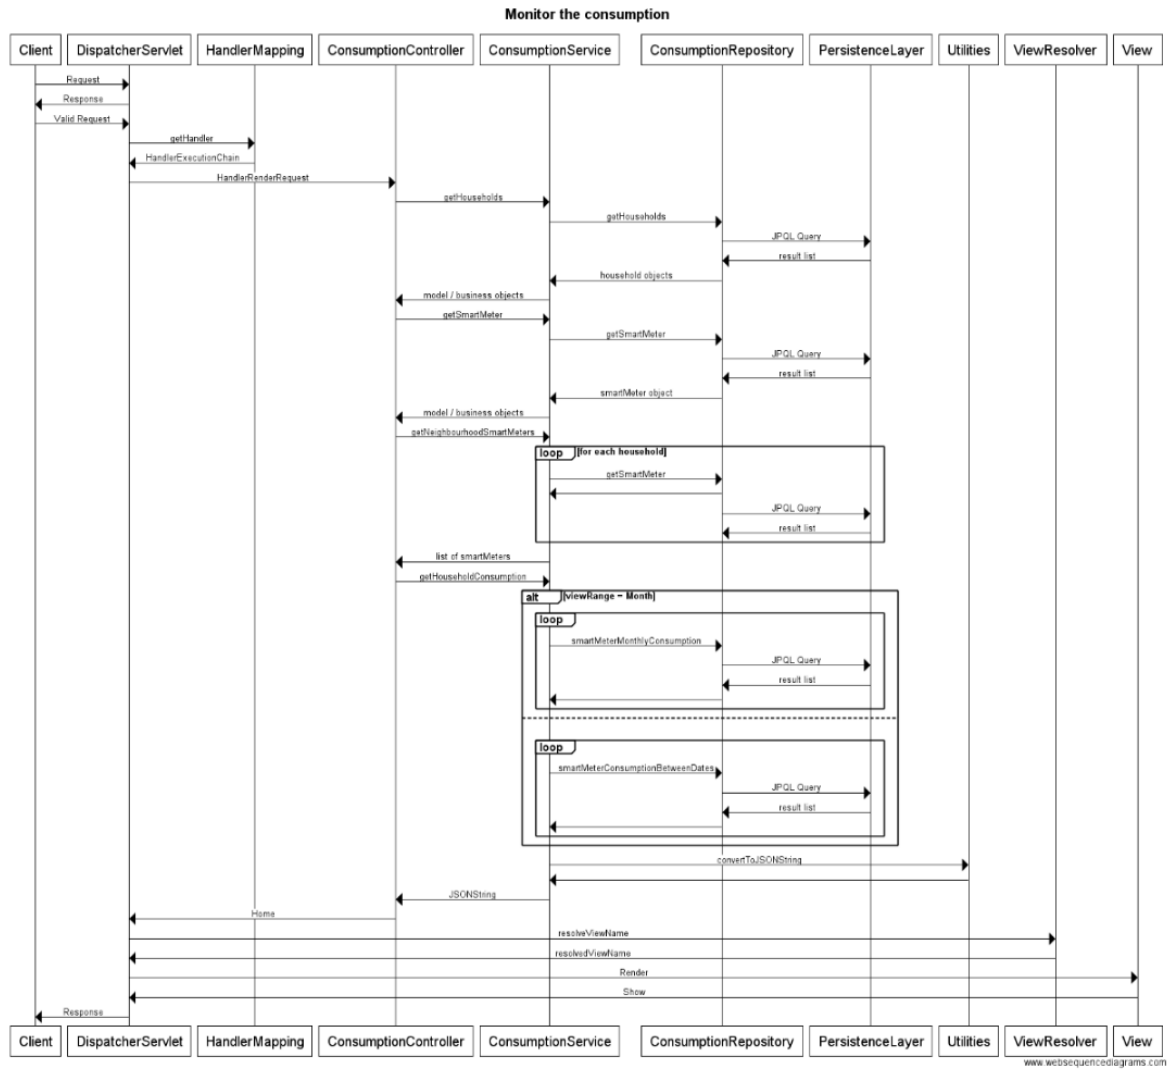 Monitor the consumption
Client DispatcherServlet HandlerMapping ConsumptionController ConsumptionService ConsumptionRepository PersistenceLayer Utilities ViewResolver View
Request
Response
Valid Request
getHandler
HandlerExecutionChain
HandlerRenderRequest
getHouseholds
getHouseholds
JPQL Query
result list
household objects
model / business objects
getSmartMeter
getSmartMeter
JPQL Query
result list
smartMeter object
model / business objects
getNeighbourhoodSmartMeters
loop [for each household]
getSmartMeter
JPQL Query
result list
list of smartMeters
getHouseholdConsumption
alt [viewRange = Month]
loop
smartMeterMonthlyConsumption
JPQL Query
result list
loop
smartMeterConsumptionBetweenDates
JPQL Query
result list
convertToJSONString
JSONString
Home
resolveViewName
resolvedViewName
Render
Show
Response
Client DispatcherServlet HandlerMapping ConsumptionController ConsumptionService ConsumptionRepository PersistenceLayer Utilities ViewResolver View
www.websequencediagrams.com